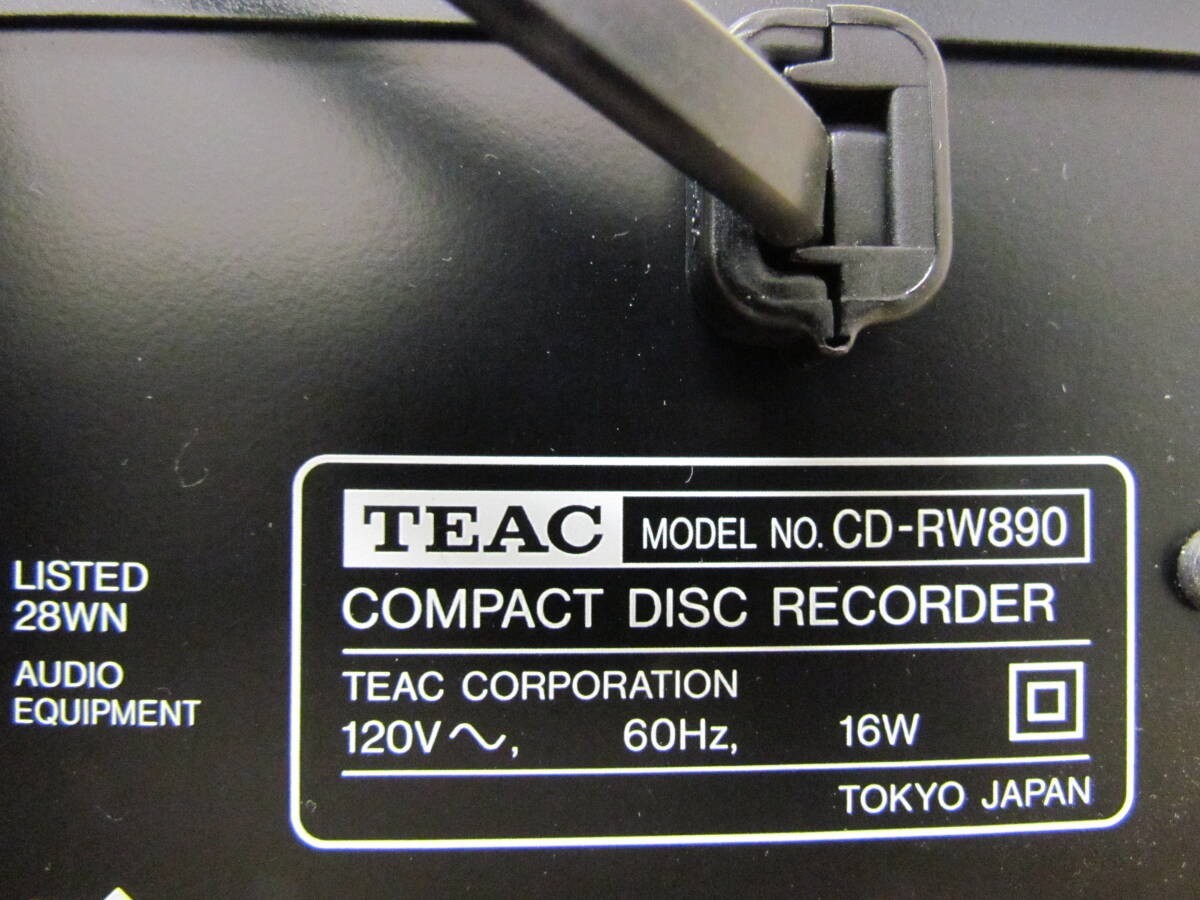 LISTED
28WN
AUDIO
EQUIPMENT
TEAC MODEL NO. CD-RW890
COMPACT DISC RECORDER
TEAC CORPORATION
120V～, 60Hz, 16W
TOKYO JAPAN